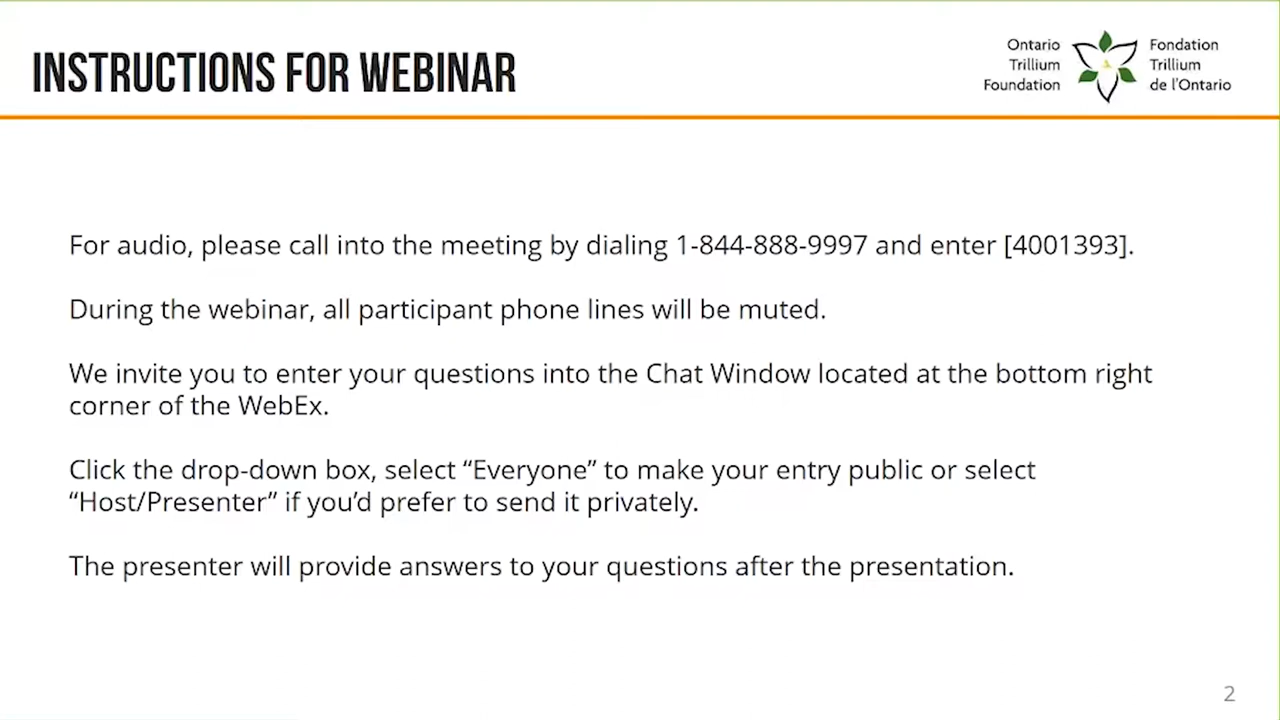 INSTRUCTIONS FOR WEBINAR
Ontario
Trillium
Foundation
Fondation
Trillium
de l'Ontario
For audio, please call into the meeting by dialing 1-844-888-9997 and enter [4001393].
During the webinar, all participant phone lines will be muted.
We invite you to enter your questions into the Chat Window located at the bottom right
corner of the WebEx.
Click the drop-down box, select “Everyone” to make your entry public or select
“Host/Presenter” if you’d prefer to send it privately.
The presenter will provide answers to your questions after the presentation.
2